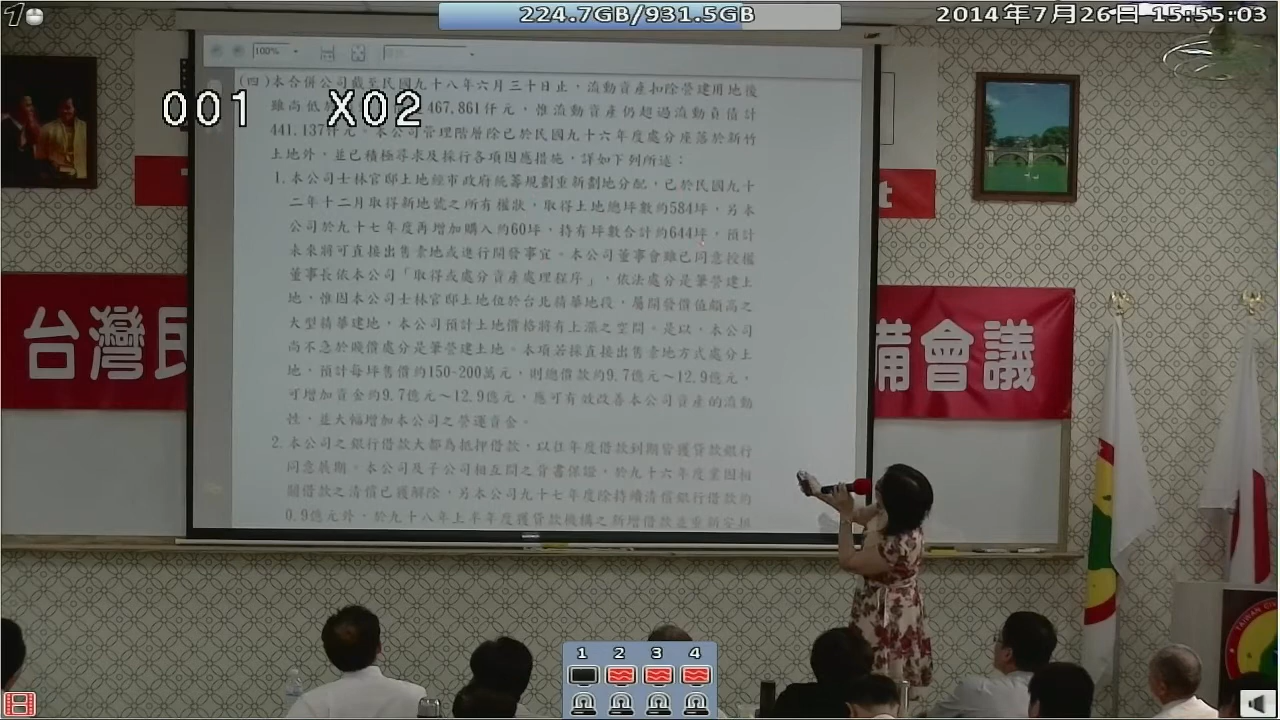 224.7GB/931.5GB
2014年7月26日 15:55:03
100%
001 X02
(四)本合併公司截至民國九十八年六月三十日止，流動資產扣除營建用地後
雖尚低於 467,861仟元，惟流動資產仍超過流動負債計
441,137仟元。本公司管理階層除已於民國九十六年度處分座落於新竹
土地外，並已積極尋求及採行各項因應措施，詳如下列所述：
1. 本公司士林官邸土地經市政府統籌規劃重新劃地分配，已於民國九十
二年十二月取得新地號之所有權狀，取得土地總坪數約584坪，另本
公司於九十七年度再增加購入約60坪，持有坪數合計約644坪，預計
未來將可直接出售素地或進行開發事宜。本公司董事會雖已同意授權
董事長依本公司「取得或處分資產處理程序」，依法處分是筆營建土
地，惟因本公司士林官邸土地位於台北精華地段，屬開發價值頗高之
大型精華建地，本公司預計土地價格將有上漲之空間。是以，本公司
尚不急於賤價處分是筆營建土地。本項若採直接出售素地方式處分土
地，預計每坪售價約150~200萬元，則總價款約9.7億元～12.9億元，
可增加資金約9.7億元～12.9億元，應可有效改善本公司資產的流動
性，並大幅增加本公司之營運資金。
2. 本公司之銀行借款大都為抵押借款，以往年度借款到期皆獲貸款銀行
同意展期。本公司及子公司相互間之背書保證，於九十六年度業因相
關借款之清償已獲解除，另本公司九十七年度除持續清償銀行借款約
0.9億元外，於九十八年上半年度獲貸款機構之新增借款並重新安排
t
台灣民
備會議
TAIWAN CI
1 2 3 4